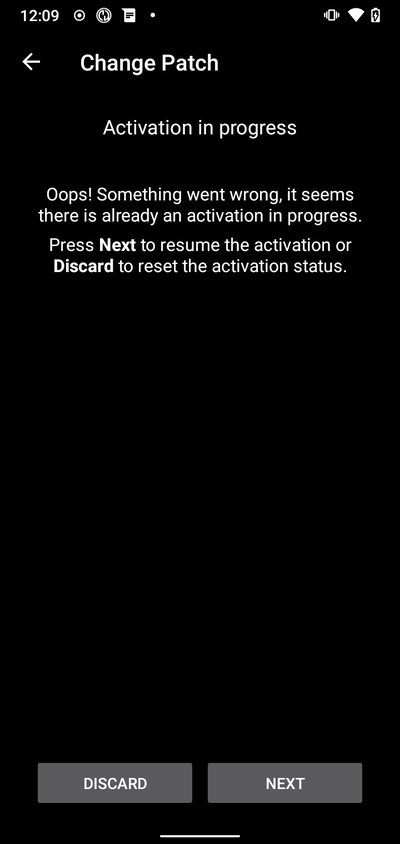 12:09
Change Patch
Activation in progress
Oops! Something went wrong, it seems
there is already an activation in progress.
Press Next to resume the activation or
Discard to reset the activation status.
DISCARD
NEXT